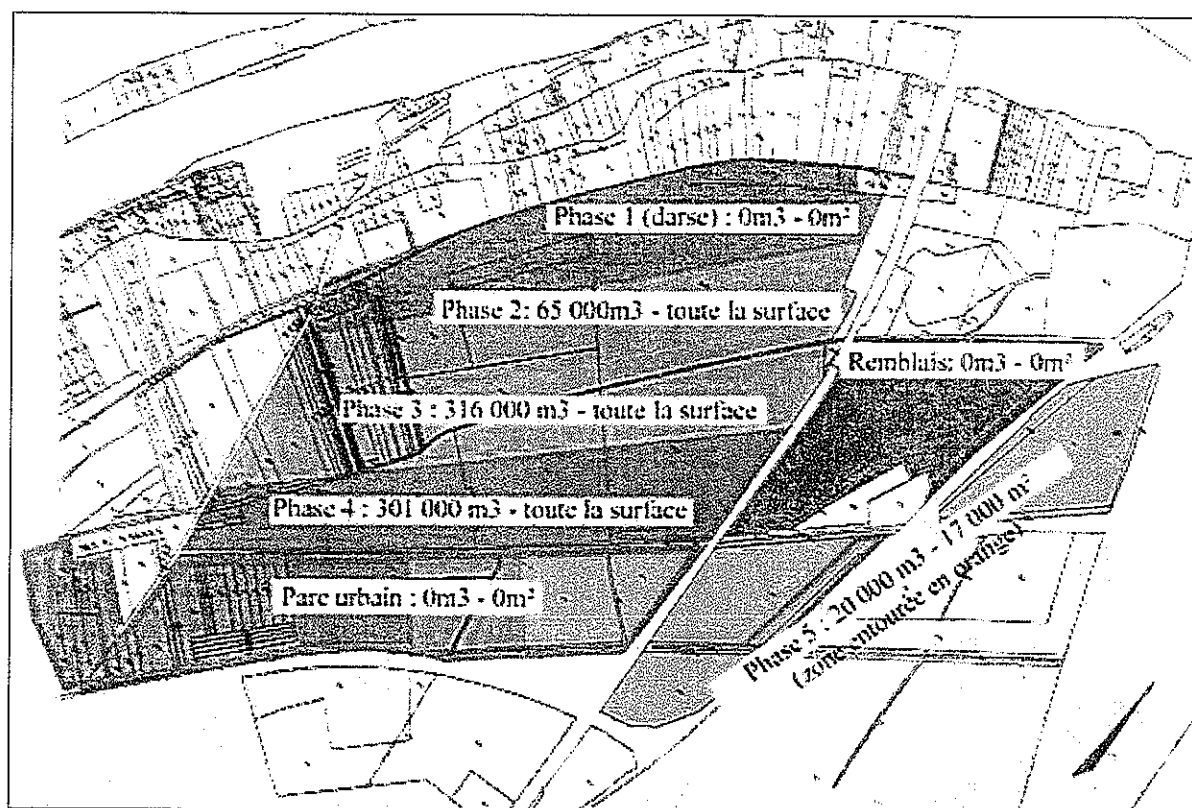 Phase 1 (darse) : 0m3 - 0m²
Phase 2: 65 000m3 - toute la surface
Remblais: 0m3 - 0m²
Phase 3 : 316 000 m3 - toute la surface
Phase 4 : 301 000 m3 - toute la surface
Phase 5 : 20 000 m3 - 17 000 m²
(zone entourée en orange)
Parc urbain : 0m3 - 0m²